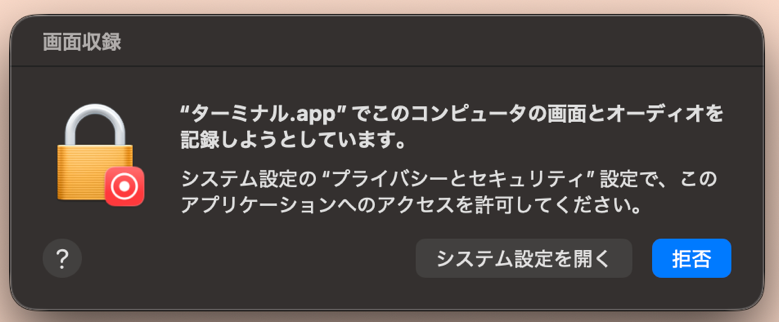 画面収録
“ターミナル.app” でこのコンピュータの画面とオーディオを
記録しようとしています。
システム設定の “プライバシーとセキュリティ” 設定で、この
アプリケーションへのアクセスを許可してください。
?
システム設定を開く
拒否